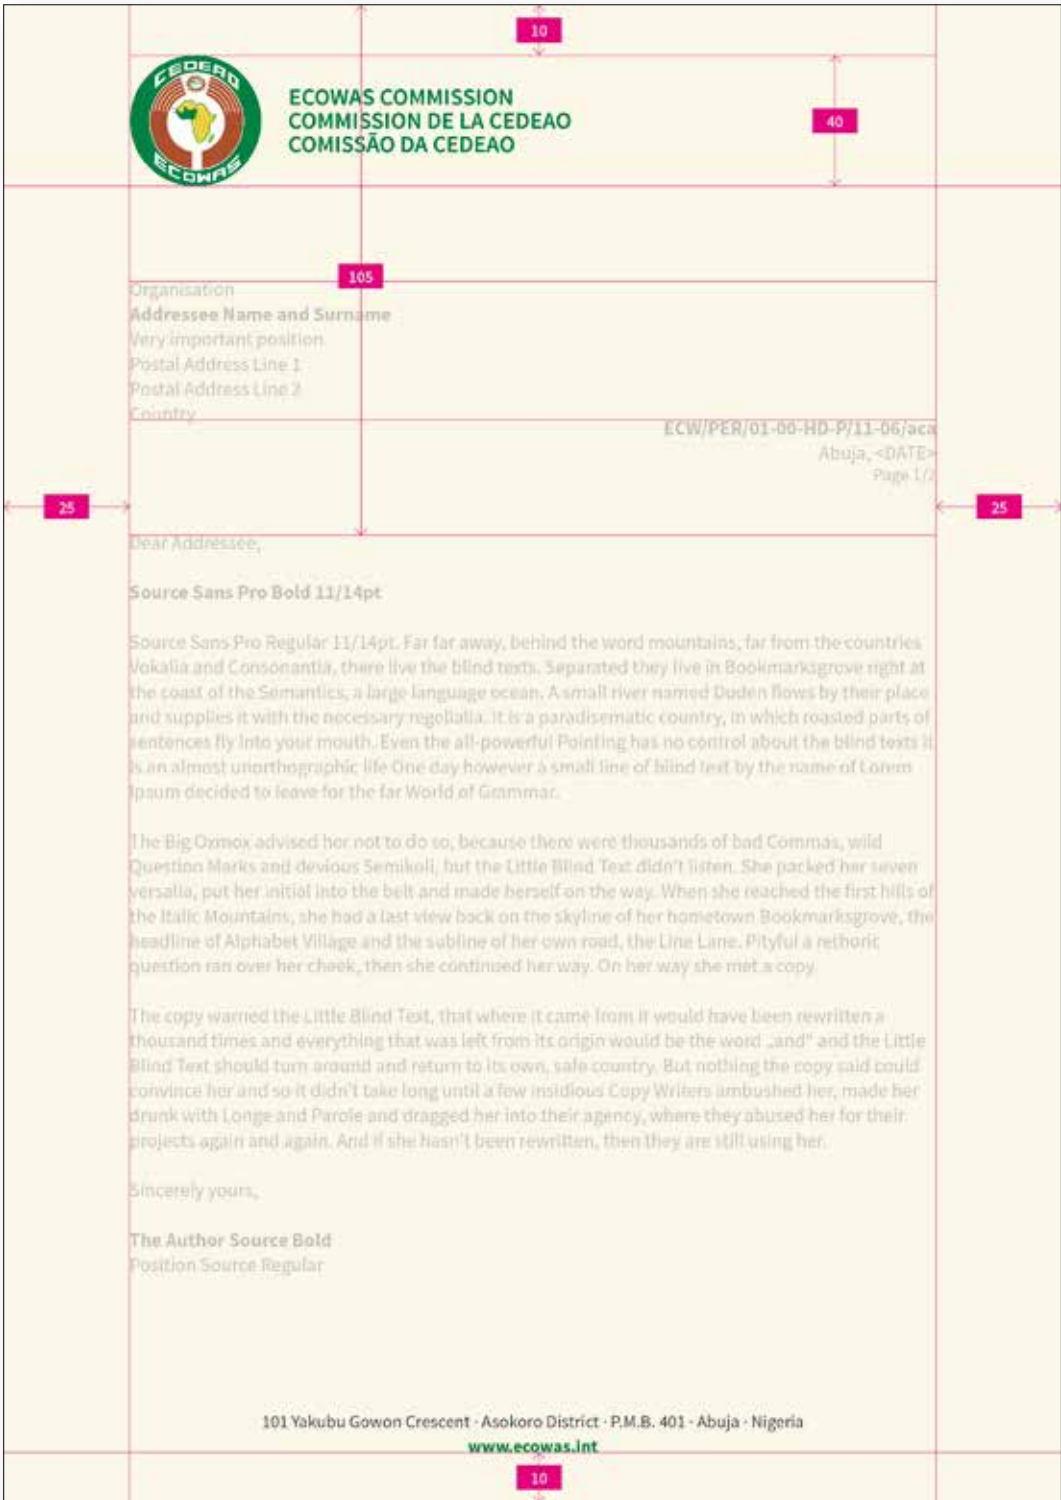 10
CEDEAO
ECOWAS
ECOWAS COMMISSION
COMMISSION DE LA CEDEAO
COMISSÃO DA CEDEAO
40
105
Organisation
Addressee Name and Surname
Very important position
Postal Address Line 1
Postal Address Line 2
Country
ECW/PER/01-00-HD-P/11-06/aca
Abuja, <DATE>
Page 1/2
25
25
Dear Addressee,
Source Sans Pro Bold 11/14pt
Source Sans Pro Regular 11/14pt. Far far away, behind the word mountains, far from the countries
Vokalia and Consonantia, there live the blind texts. Separated they live in Bookmarksgrove right at
the coast of the Semantics, a large language ocean. A small river named Duden flows by their place
and supplies it with the necessary regelialia. It is a paradisematic country, in which roasted parts of
sentences fly into your mouth. Even the all-powerful Pointing has no control about the blind texts it
is an almost unorthographic life One day however a small line of blind text by the name of Lorem
Ipsum decided to leave for the far World of Grammar.
The Big Oxmox advised her not to do so, because there were thousands of bad Commas, wild
Question Marks and devious Semikoli, but the Little Blind Text didn't listen. She packed her seven
versalia, put her initial into the belt and made herself on the way. When she reached the first hills of
the Italic Mountains, she had a last view back on the skyline of her hometown Bookmarksgrove, the
headline of Alphabet Village and the subline of her own road, the Line Lane. Pityful a rethoric
question ran over her cheek, then she continued her way. On her way she met a copy.
The copy warned the Little Blind Text, that where it came from it would have been rewritten a
thousand times and everything that was left from its origin would be the word „and" and the Little
Blind Text should turn around and return to its own, safe country. But nothing the copy said could
convince her and so it didn't take long until a few insidious Copy Writers ambushed her, made her
drunk with Longe and Parole and dragged her into their agency, where they abused her for their
projects again and again. And if she hasn't been rewritten, then they are still using her.
Sincerely yours,
The Author Source Bold
Position Source Regular
101 Yakubu Gowon Crescent · Asokoro District · P.M.B. 401 · Abuja · Nigeria
www.ecowas.int
10